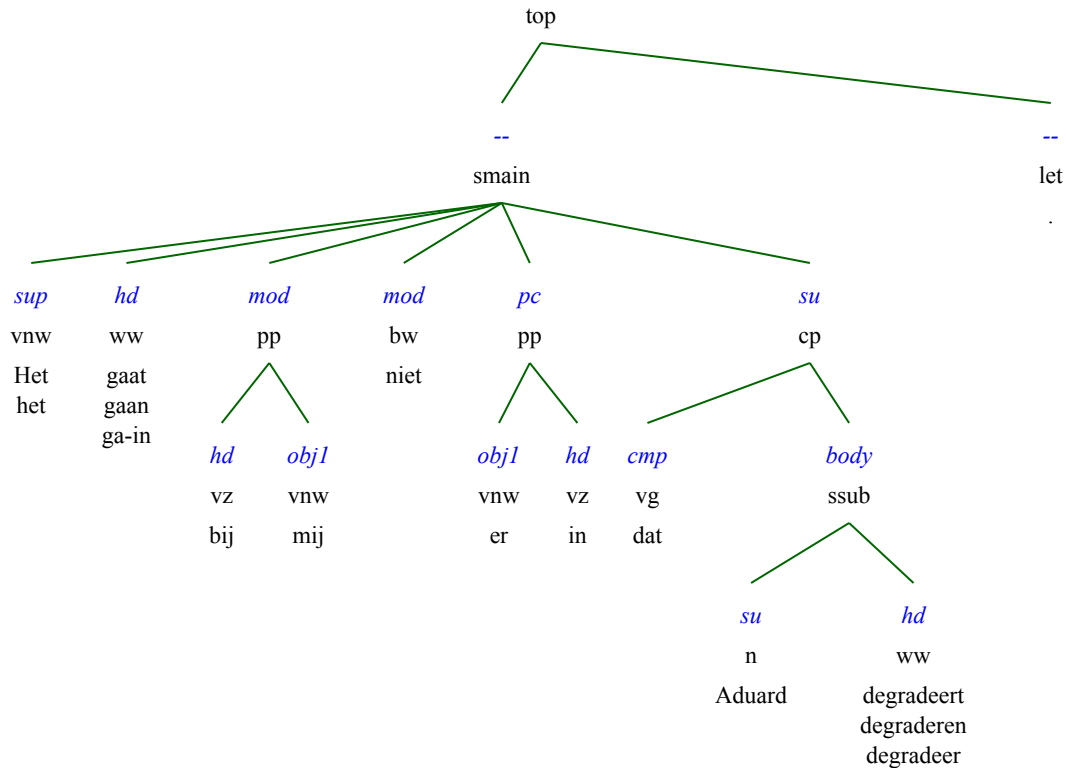 top
-- --
smain let
.
sup hd mod mod pc su
vnw ww pp bw pp cp
Het gaat niet
het gaan
ga-in
hd obj1 obj1 hd cmp body
vz vnw vnw vz vg ssub
bij mij er in dat
su hd
n ww
Aduard degradeert
degraderen
degradeer